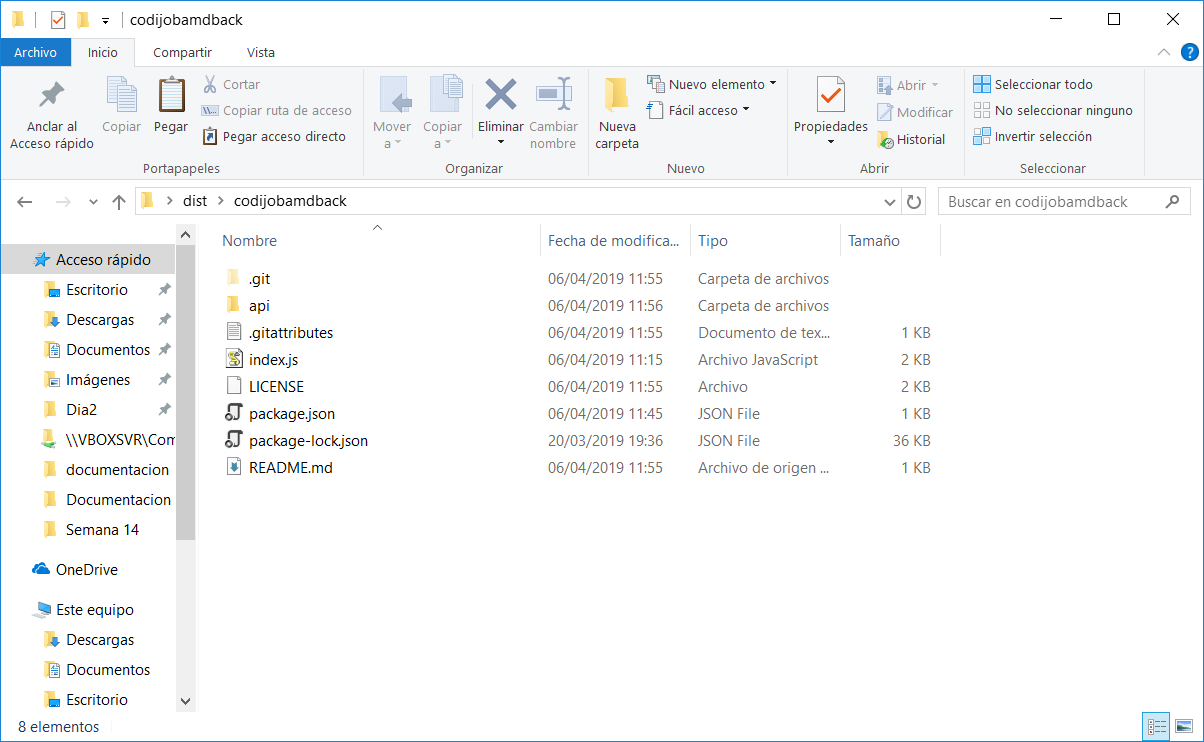 codijobamdback
Archivo Inicio Compartir Vista
Anclar al
Acceso rápido
Copiar
Pegar
Cortar
Copiar ruta de acceso
Pegar acceso directo
Portapapeles
Mover
a
Copiar
a
Eliminar
Cambiar
nombre
Organizar
Nueva
carpeta
Nuevo elemento
Fácil acceso
Nuevo
Propiedades
Abrir
Modificar
Historial
Abrir
Seleccionar todo
No seleccionar ninguno
Invertir selección
Seleccionar
dist codijobamdback
Buscar en codijobamdback
Acceso rápido
Escritorio
Descargas
Documentos
Imágenes
Dia2
\\VBOXSVR\Com
documentacion
Documentacion
Semana 14
OneDrive
Este equipo
Descargas
Documentos
Escritorio
Nombre Fecha de modifica... Tipo Tamaño
.git 06/04/2019 11:55 Carpeta de archivos
api 06/04/2019 11:56 Carpeta de archivos
.gitattributes 06/04/2019 11:55 Documento de tex... 1 KB
index.js 06/04/2019 11:15 Archivo JavaScript 2 KB
LICENSE 06/04/2019 11:55 Archivo 2 KB
package.json 06/04/2019 11:45 JSON File 1 KB
package-lock.json 20/03/2019 19:36 JSON File 36 KB
README.md 06/04/2019 11:55 Archivo de origen ... 1 KB
8 elementos